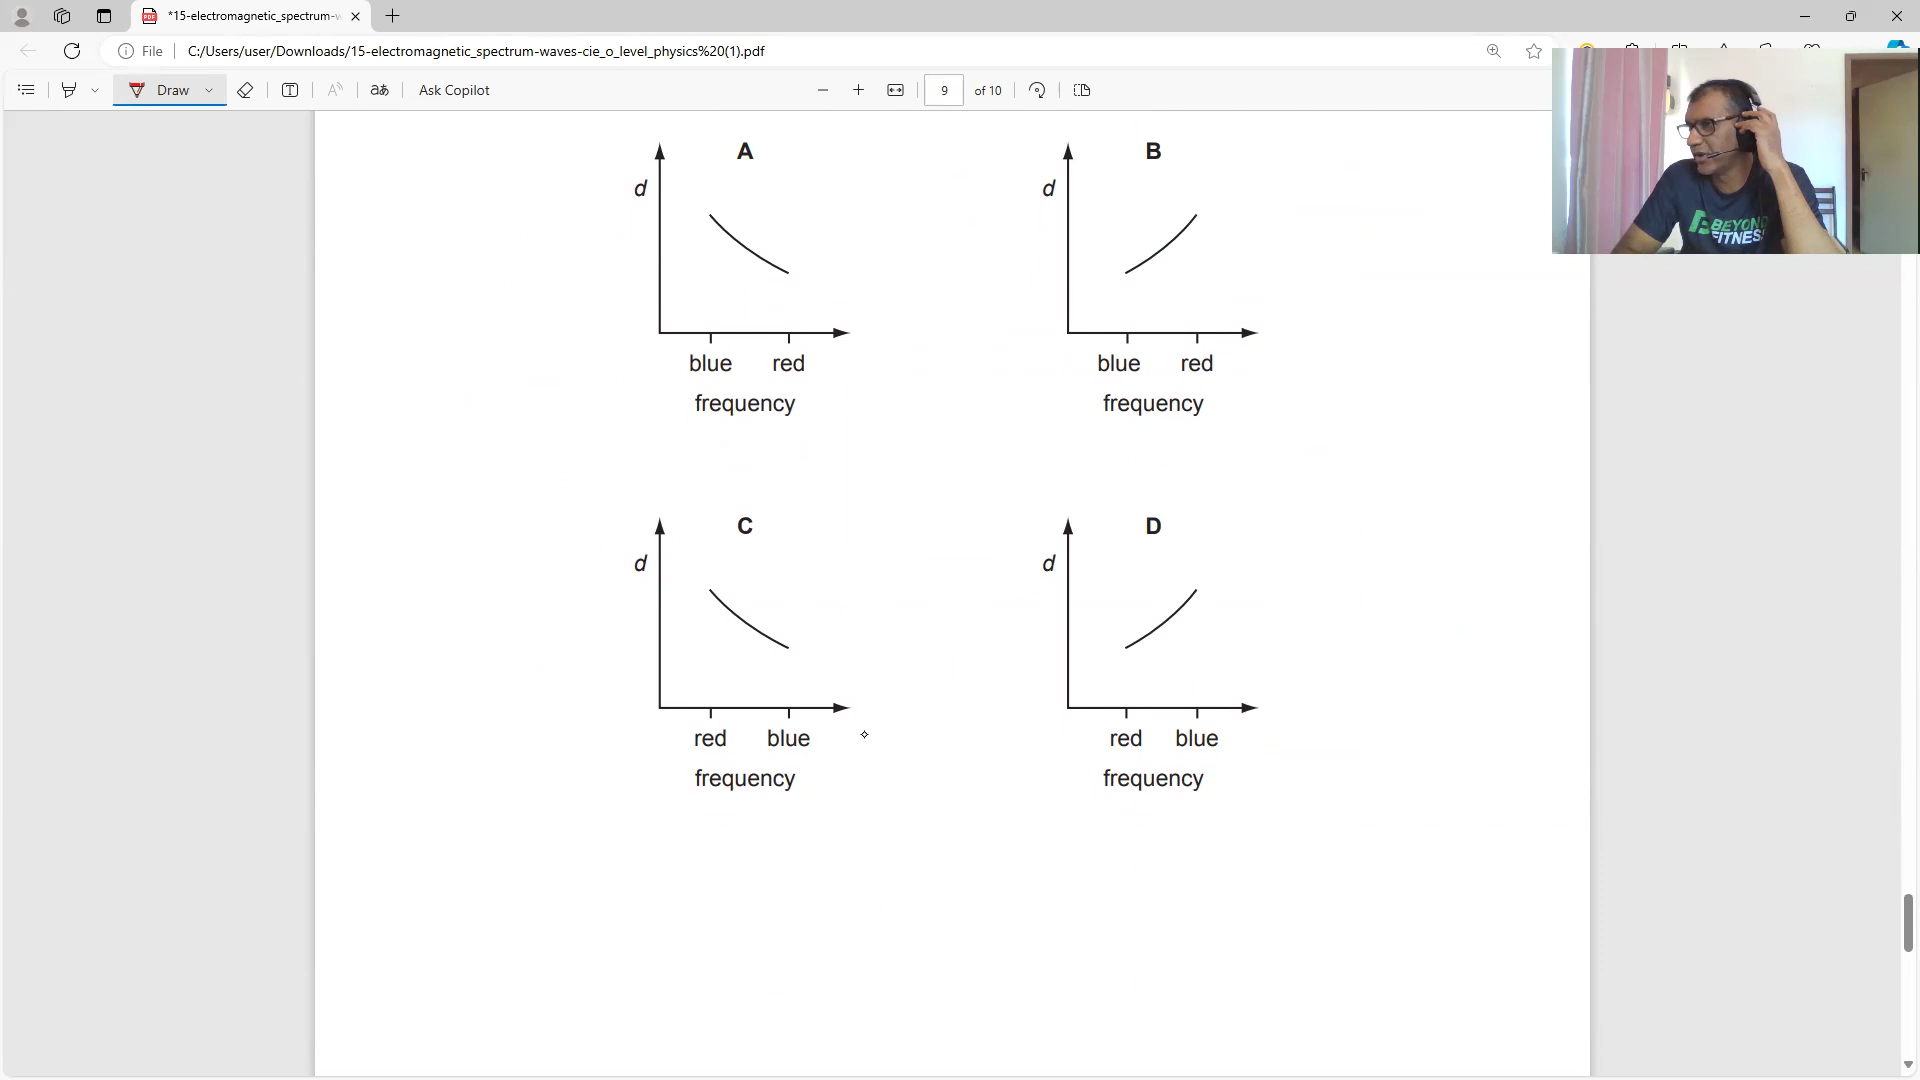 *15-electromagnetic_spectrum-w
File
C:/Users/user/Downloads/15-electromagnetic_spectrum-waves-cie_o_level_physics%20(1).pdf
Draw
Ask Copilot
9
of 10
A
B
d
d
blue
red
blue
red
frequency
frequency
C
D
d
d
red
blue
red
blue
frequency
frequency
BEYOND
FITNESS